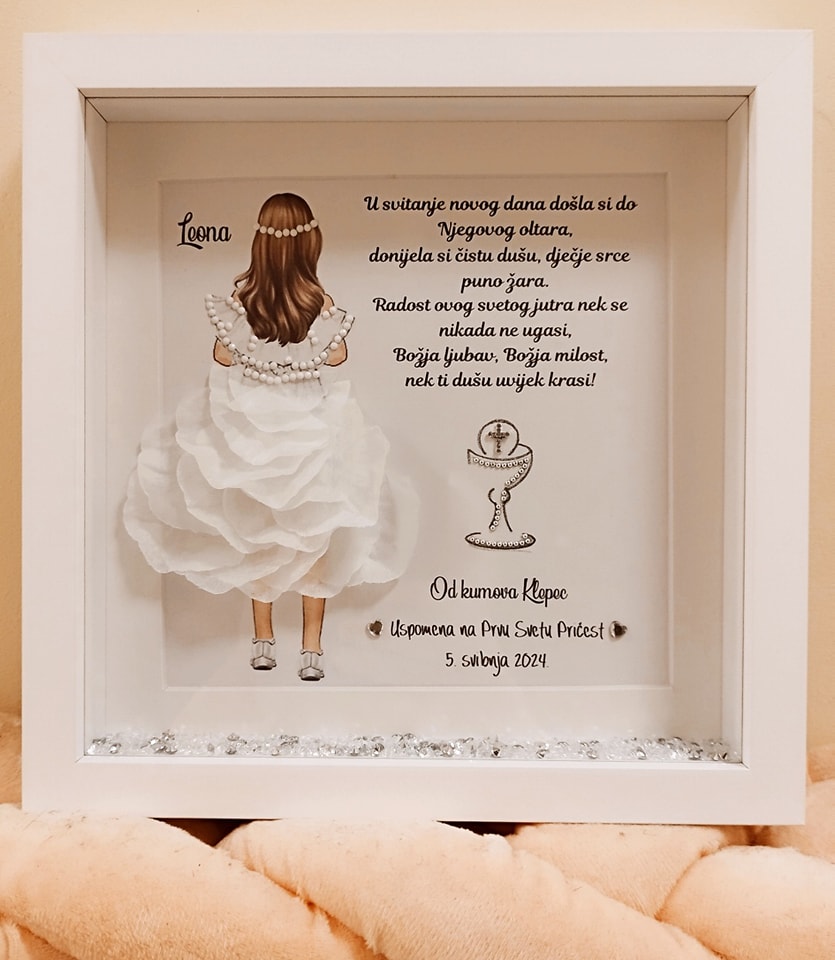 Leona
U svitanje novog dana došla si do
Njegovog oltara,
donijela si čistu dušu, dječje srce
puno žara.
Radost ovog svetog jutra nek se
nikada ne ugasi,
Božja ljubav, Božja milost,
nek ti dušu uvijek krasi!
Od kumova Klepec
Uspomena na Prvu Svetu Pričest
5. svibnja 2024.